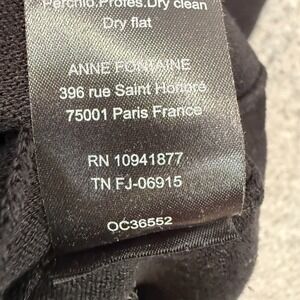 Perchlo.Profes.Dry clean
Dry flat
ANNE FONTAINE
396 rue Saint Honoré
75001 Paris France
RN 10941877
TN FJ-06915
OC36552